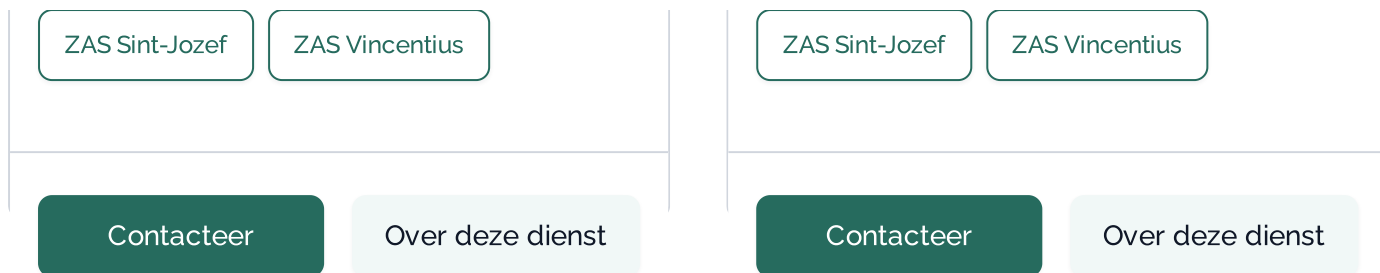 ZAS Sint-Jozef ZAS Vincentius ZAS Sint-Jozef ZAS Vincentius
Contacteer Over deze dienst Contacteer Over deze dienst